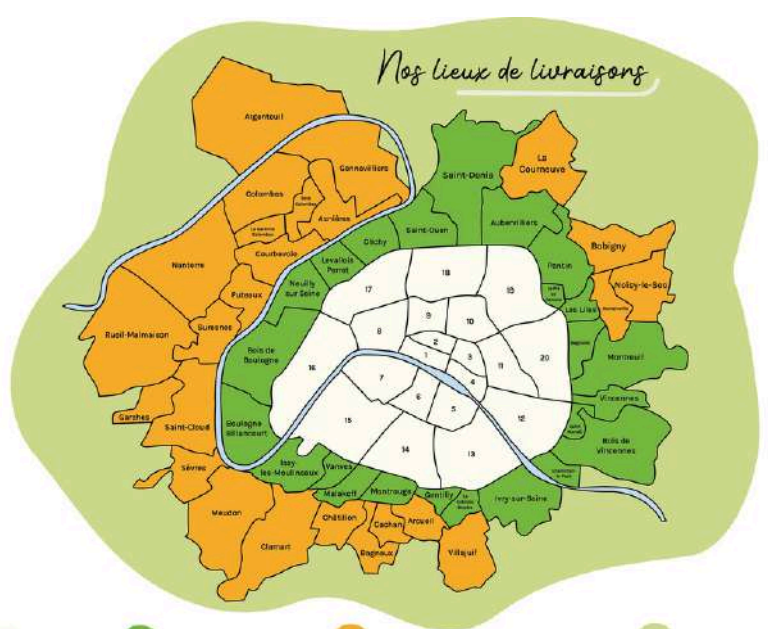 Nos lieux de livraisons
Argenteuil
Gennevilliers
Colombes
Asnières
Courbevoie
Nanterre
Puteaux
Suresnes
Rueil-Malmaison
Garches
Saint-Cloud
Sèvres
Meudon
Clamart
Châtillon
Bagneux
Cachan
Arcueil
Villejuif
Saint-Denis
La
Courneuve
Aubervilliers
Saint-Ouen
Clichy
Levallois
Perret
Neuilly
sur Seine
Bois de
Boulogne
Boulogne
Billancourt
Issy-
les-Moulineaux
Vanves
Malakoff
Montrouge
Gentilly
Ivry-sur-Seine
Bois de
Vincennes
Vincennes
Montreuil
Les Lilas
Pantin
Bobigny
Noisy-le-Sec
17
18
19
8
9
10
2
1
3
4
11
20
16
7
6
5
12
15
14
13